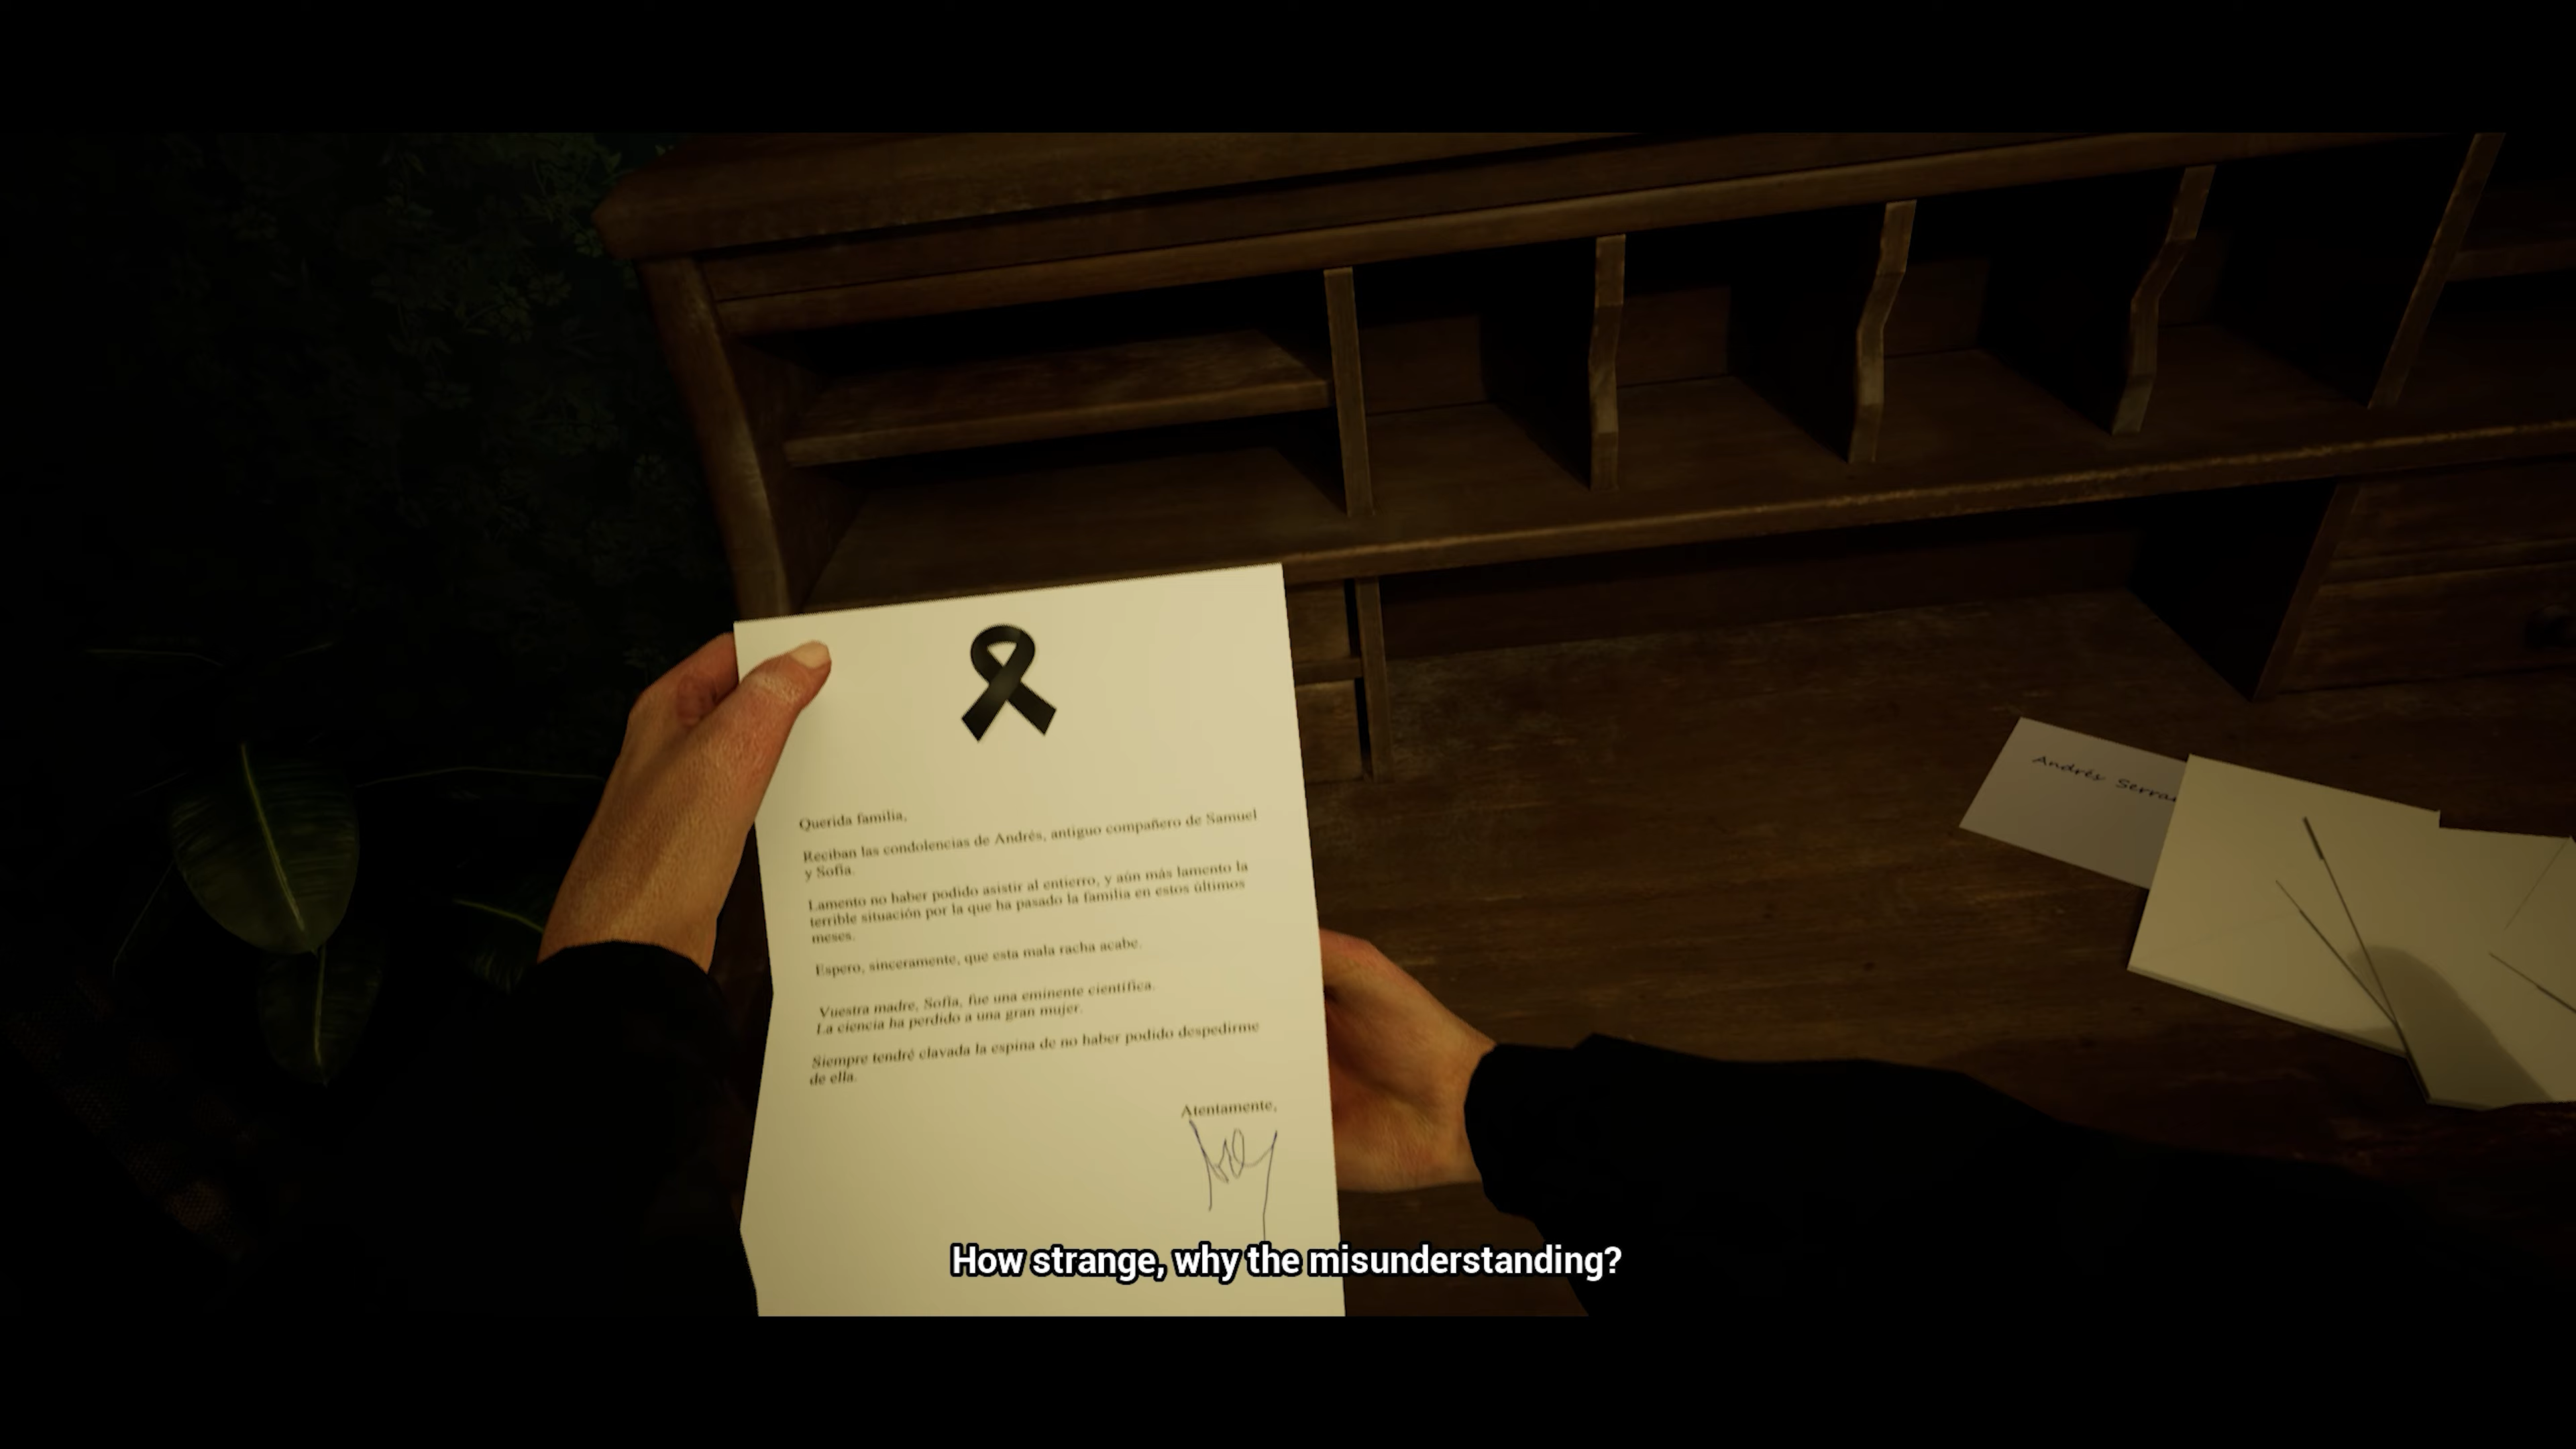 Querida familia,
Reciban las condolencias de Andrés, antiguo compañero de Samuel
y Sofía.
Lamento no haber podido asistir al entierro, y aún más lamento la
terrible situación por la que ha pasado la familia en estos últimos
meses.
Espero, sinceramente, que esta mala racha acabe.
Vuestra madre, Sofía, fue una eminente científica.
La ciencia ha perdido a una gran mujer.
Siempre tendré clavada la espina de no haber podido despedirme
de ella.
Atentamente,
Andrés
How strange, why the misunderstanding?